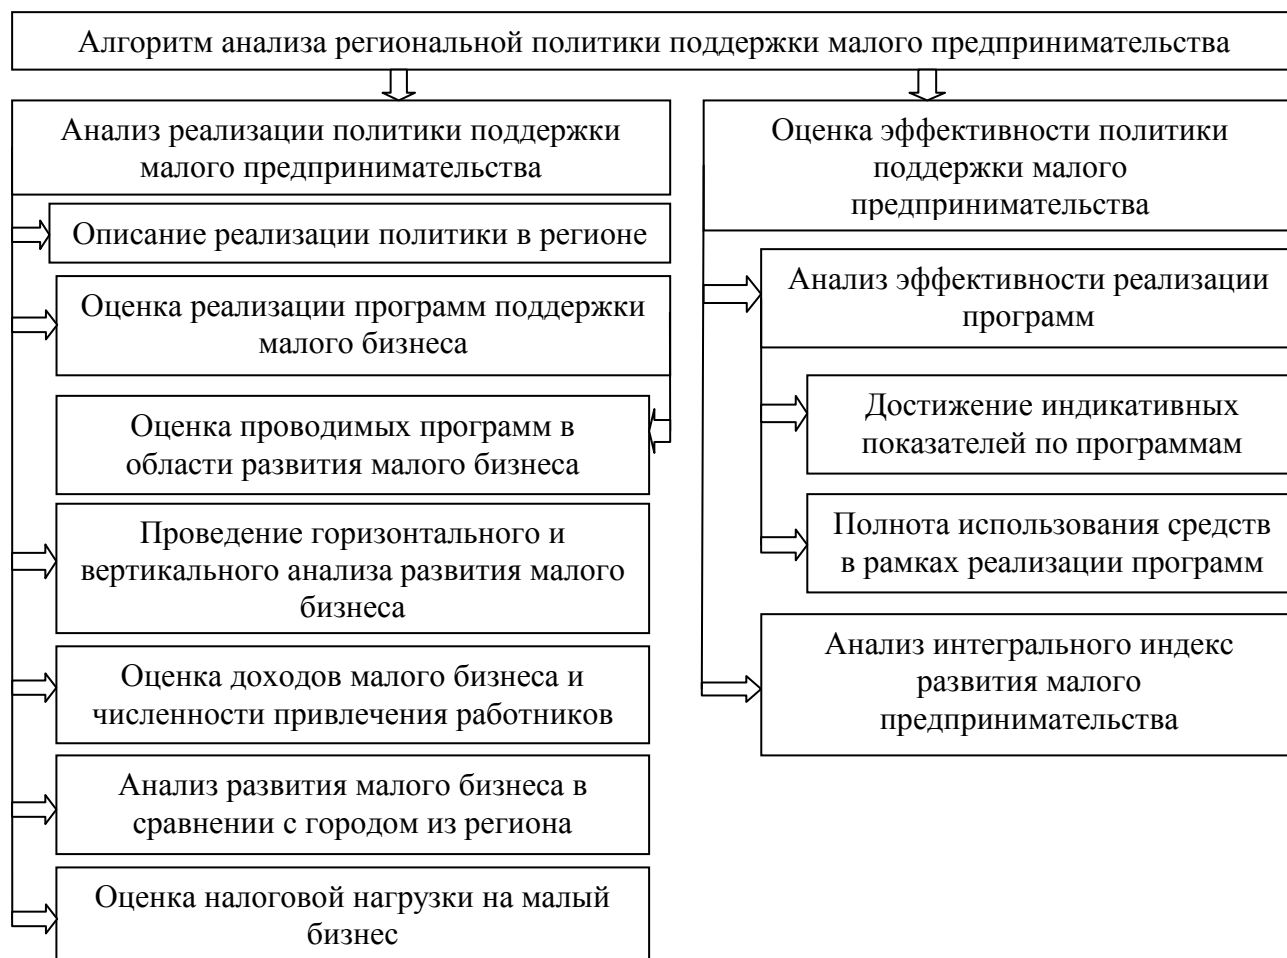 Алгоритм анализа региональной политики поддержки малого предпринимательства
Анализ реализации политики поддержки
малого предпринимательства
Описание реализации политики в регионе
Оценка реализации программ поддержки
малого бизнеса
Оценка проводимых программ в
области развития малого бизнеса
Проведение горизонтального и
вертикального анализа развития малого
бизнеса
Оценка доходов малого бизнеса и
численности привлечения работников
Анализ развития малого бизнеса в
сравнении с городом из региона
Оценка налоговой нагрузки на малый
бизнес
Оценка эффективности политики
поддержки малого
предпринимательства
Анализ эффективности реализации
программ
Достижение индикативных
показателей по программам
Полнота использования средств
в рамках реализации программ
Анализ интегрального индекс
развития малого
предпринимательства